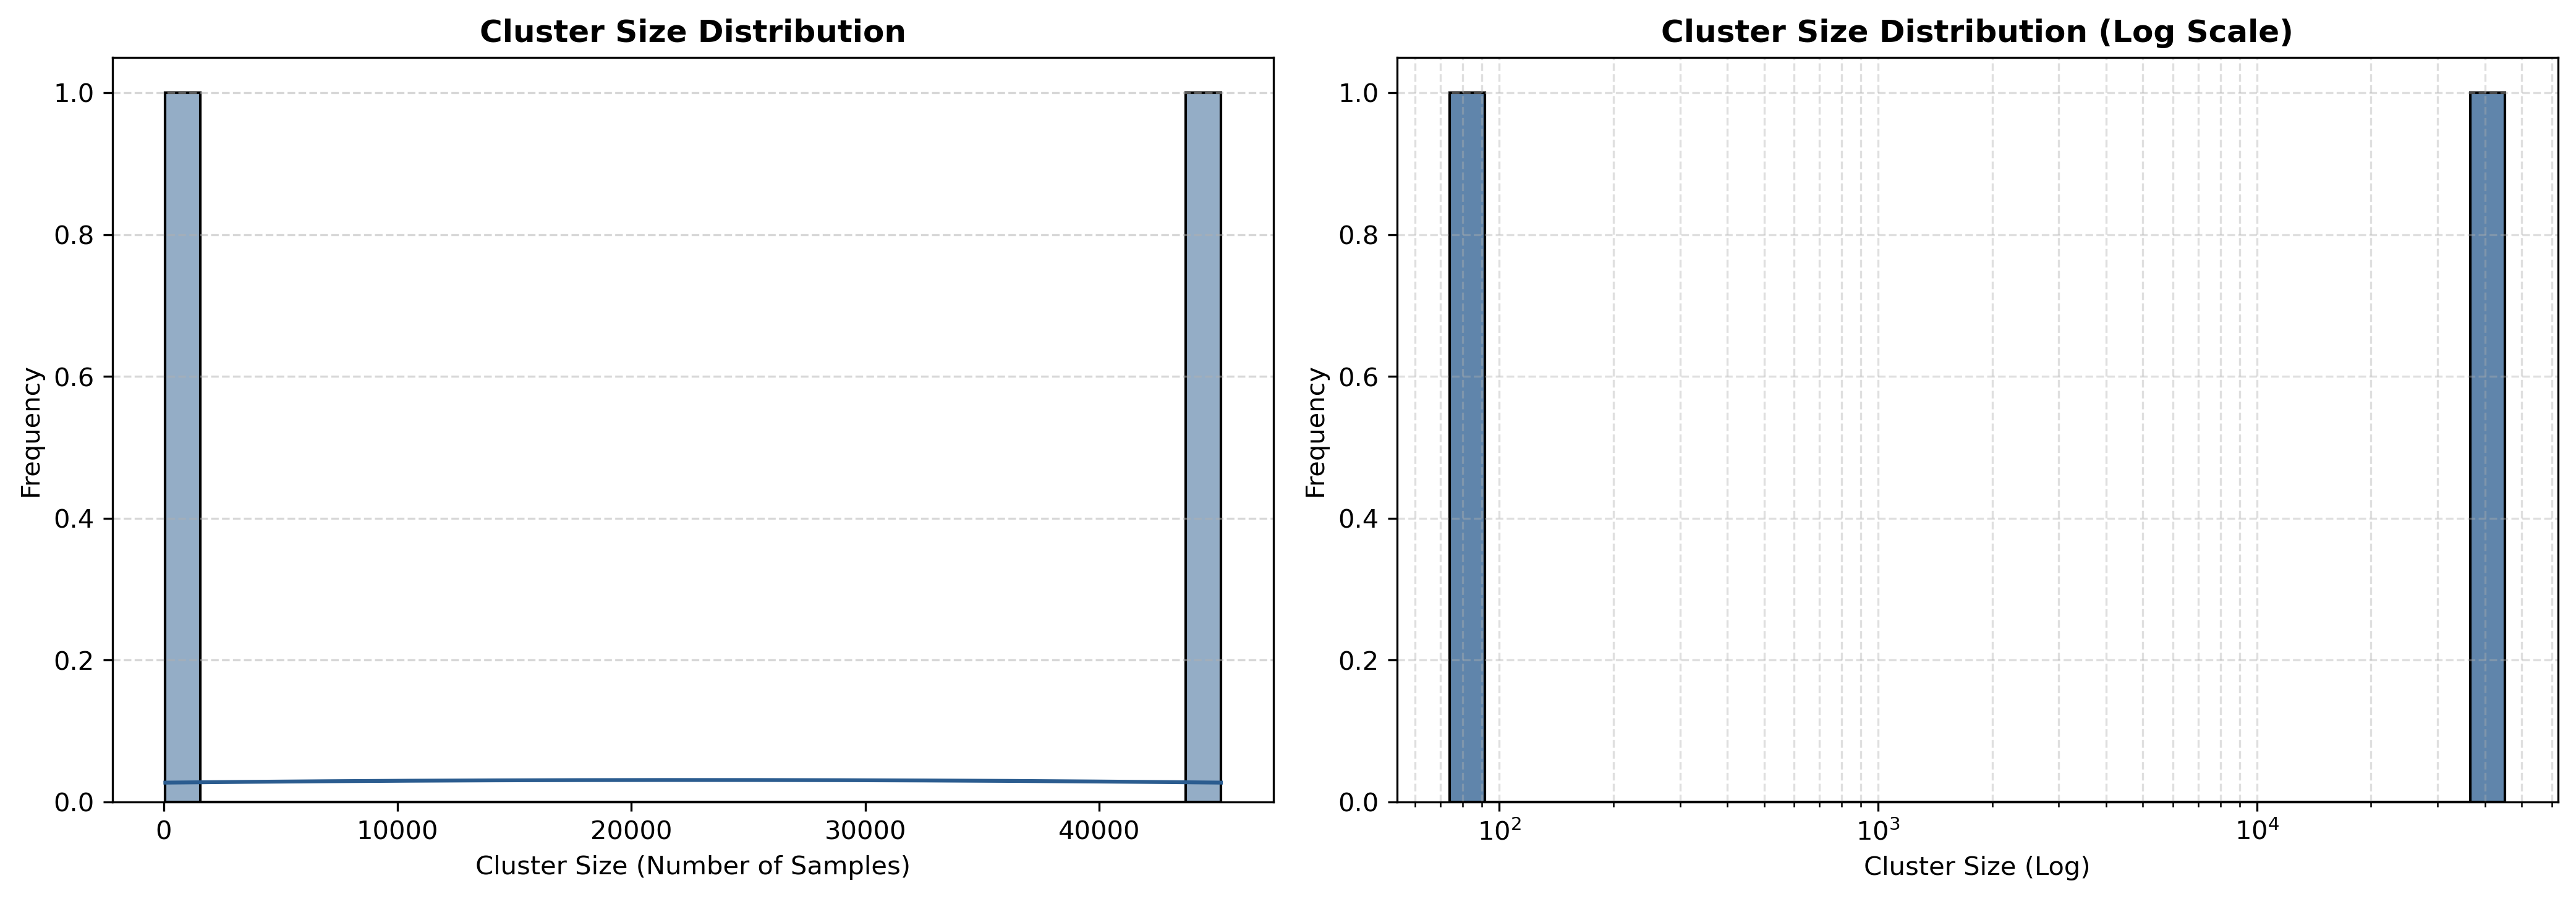 Cluster Size Distribution
1.0
0.8
0.6
0.4
0.2
0.0
Frequency
0 10000 20000 30000 40000
Cluster Size (Number of Samples)
Cluster Size Distribution (Log Scale)
1.0
0.8
0.6
0.4
0.2
0.0
Frequency
10² 10³ 10⁴
Cluster Size (Log)